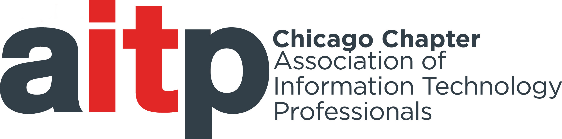 aitp
Chicago Chapter
Association of
Information Technology
Professionals